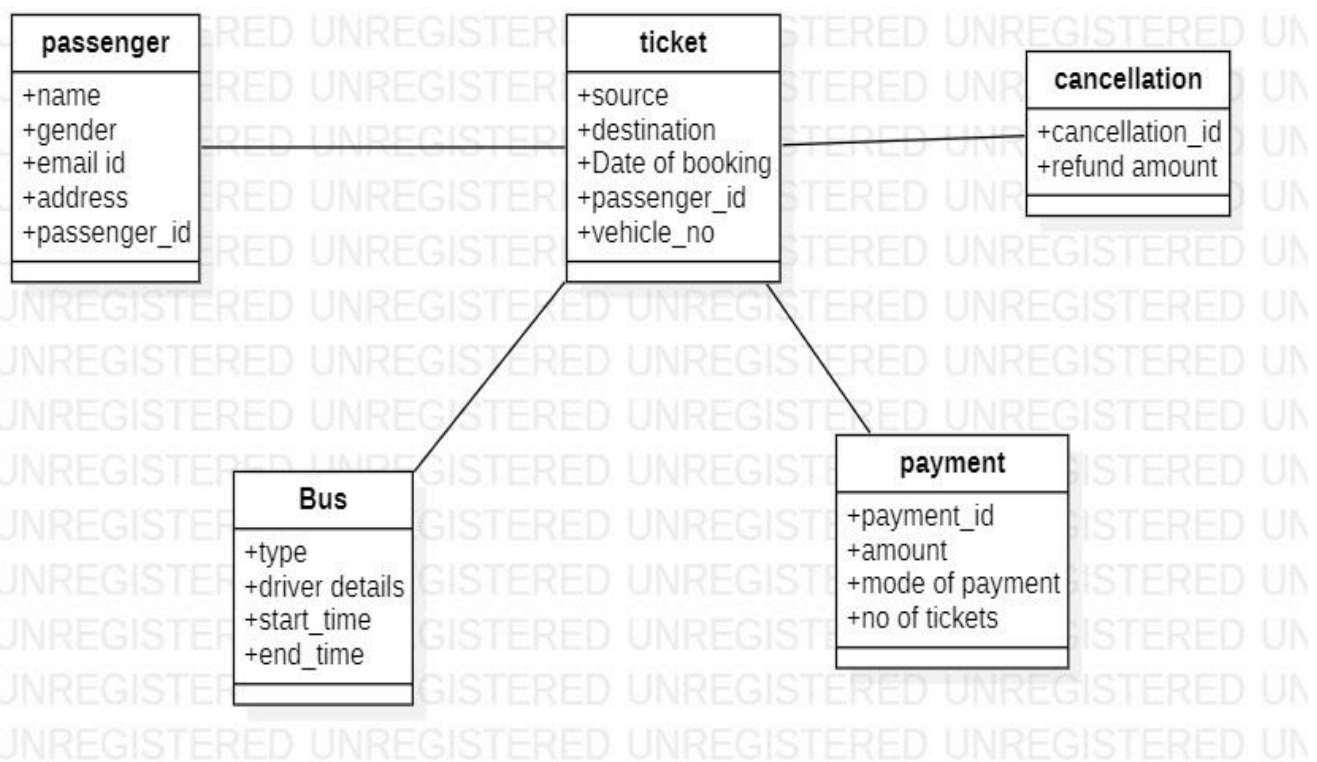 passenger
+name
+gender
+email id
+address
+passenger_id
ticket
+source
+destination
+Date of booking
+passenger_id
+vehicle_no
cancellation
+cancellation_id
+refund amount
Bus
+type
+driver details
+start_time
+end_time
payment
+payment_id
+amount
+mode of payment
+no of tickets
UNREGISTERED